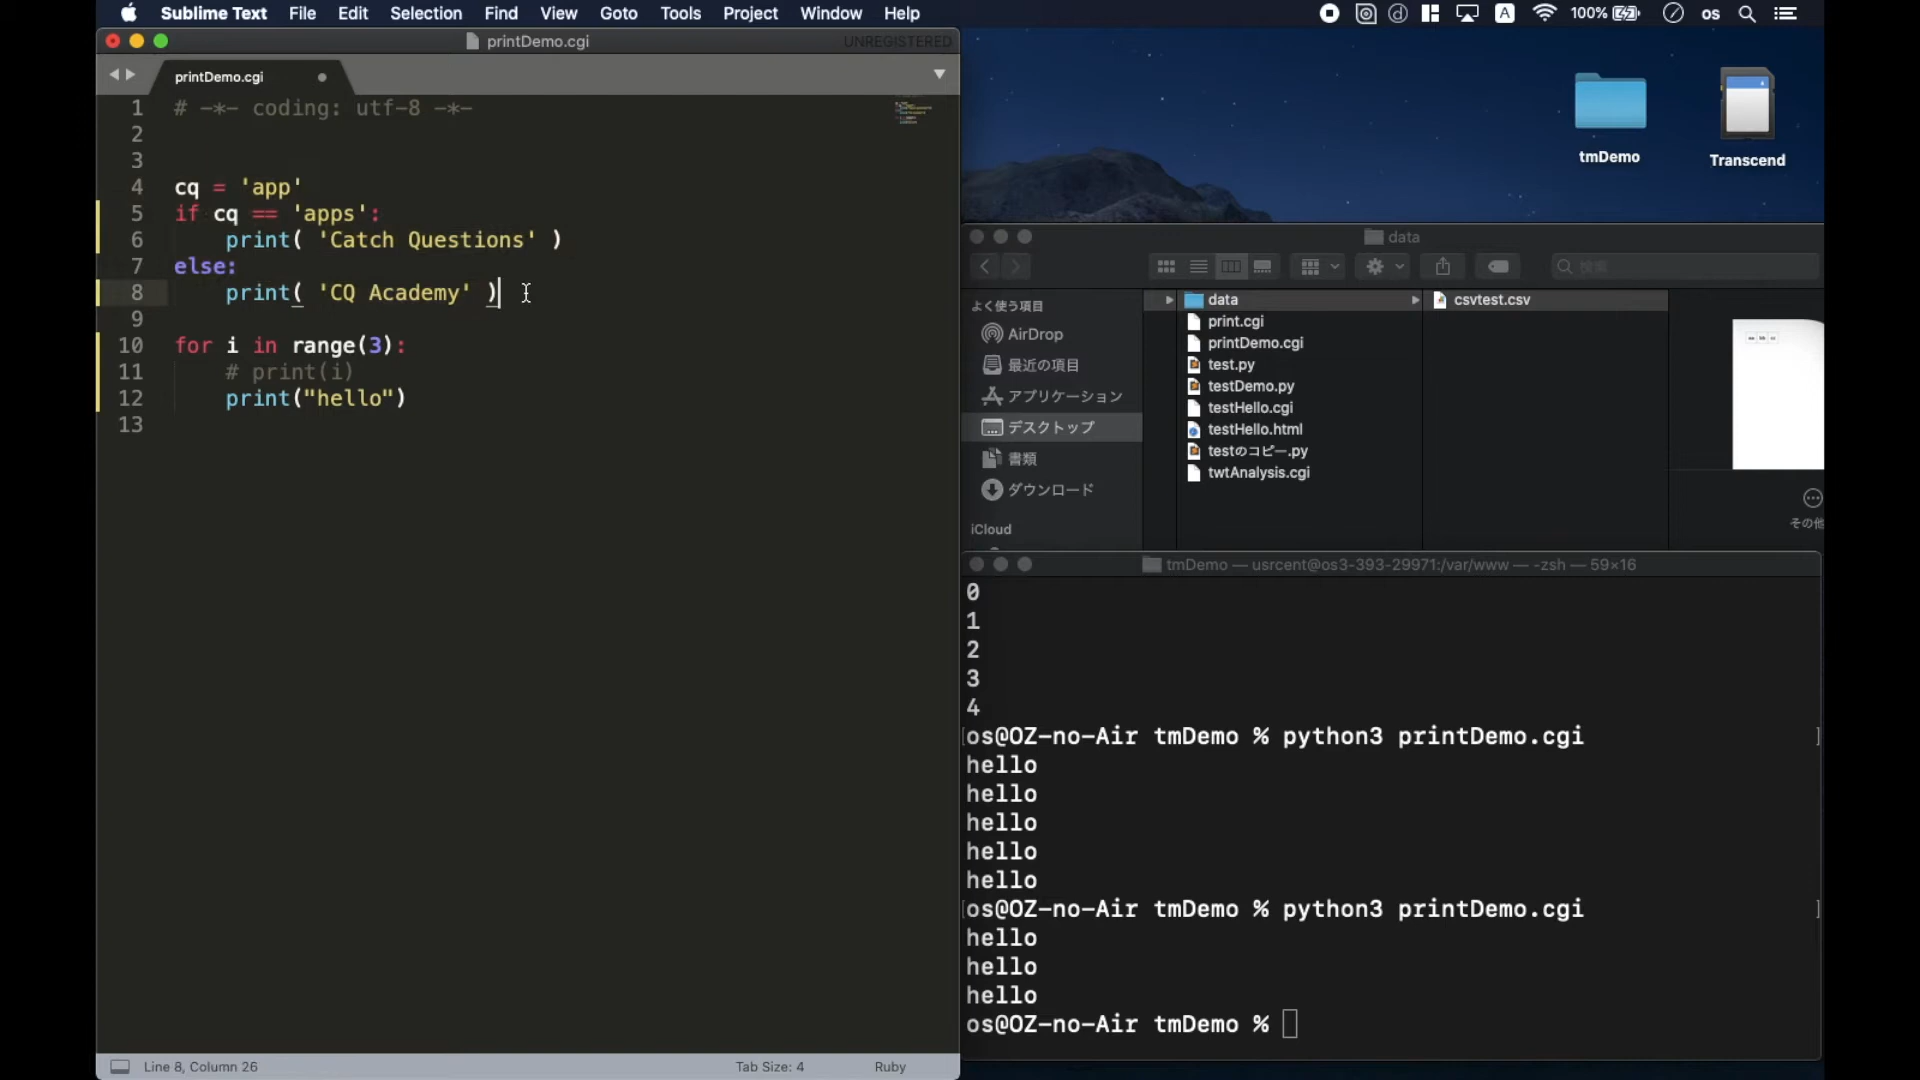 Sublime Text File Edit Selection Find View Goto Tools Project Window Help
A 100% os
printDemo.cgi
UNREGISTERED
printDemo.cgi
1 # -*- coding: utf-8 -*-
2
3
4 cq = 'app'
5 if cq == 'apps':
6 print( 'Catch Questions' )
7 else:
8 print( 'CQ Academy' )
9
10 for i in range(3):
11 # print(i)
12 print("hello")
13
Line 8, Column 26
Tab Size: 4
Ruby
tmDemo
Transcend
data
検索
よく使う項目
AirDrop
最近の項目
アプリケーション
デスクトップ
書類
ダウンロード
iCloud
data
print.cgi
printDemo.cgi
test.py
testDemo.py
testHello.cgi
testHello.html
testのコピー.py
twtAnalysis.cgi
csvtest.csv
その他
tmDemo — usrcent@os3-393-29971:/var/www — -zsh — 59×16
0
1
2
3
4
[os@OZ-no-Air tmDemo % python3 printDemo.cgi ]
hello
hello
hello
hello
hello
[os@OZ-no-Air tmDemo % python3 printDemo.cgi ]
hello
hello
hello
os@OZ-no-Air tmDemo %